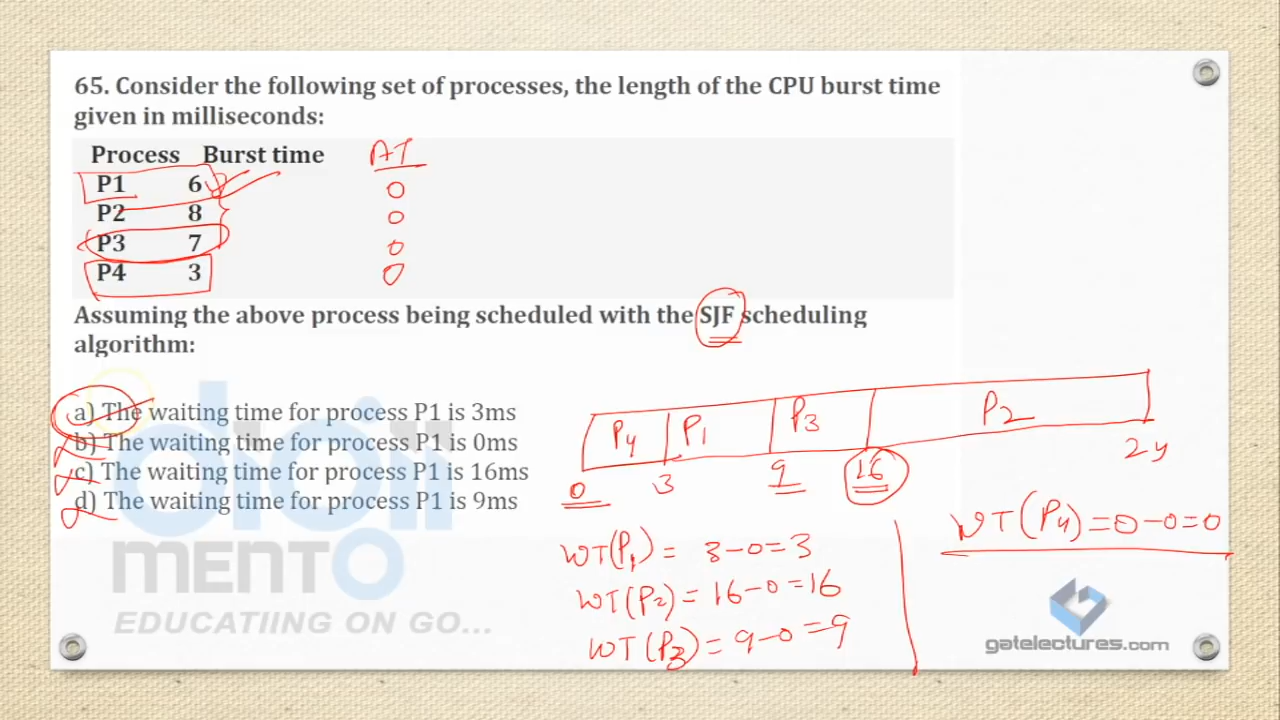 65. Consider the following set of processes, the length of the CPU burst time
given in milliseconds:
Process Burst time AT
P1 6 0
P2 8 0
P3 7 0
P4 3 0
Assuming the above process being scheduled with the SJF scheduling
algorithm:
a) The waiting time for process P1 is 3ms
b) The waiting time for process P1 is 0ms
c) The waiting time for process P1 is 16ms
d) The waiting time for process P1 is 9ms
P4 P1 P3 P2
0 3 9 16 24
WT(P1) = 3-0=3
WT(P2) = 16-0=16
WT(P3) = 9-0=9
WT(P4)=0-0=0
digii
MENTO
EDUCATIING ON GO...
gatelectures.com